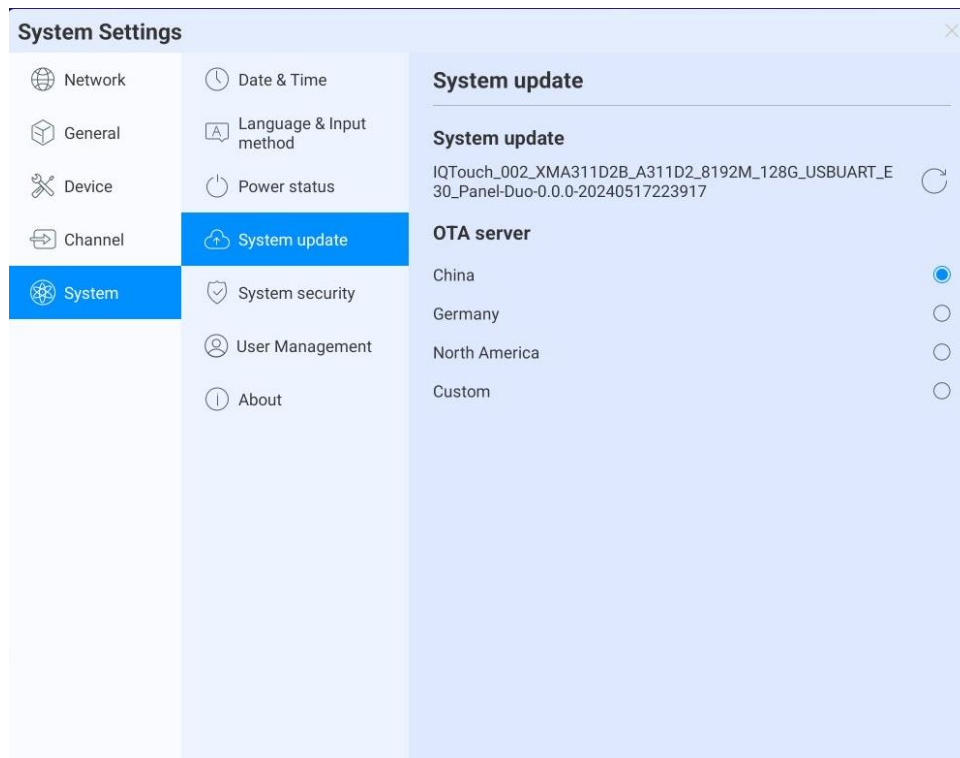 System Settings
Network
General
Device
Channel
System
Date & Time
Language & Input
method
Power status
System update
System security
User Management
About
System update
System update
IQTouch_002_XMA311D2B_A311D2_8192M_128G_USBUART_E
30_Panel-Duo-0.0.0-20240517223917
OTA server
China
Germany
North America
Custom